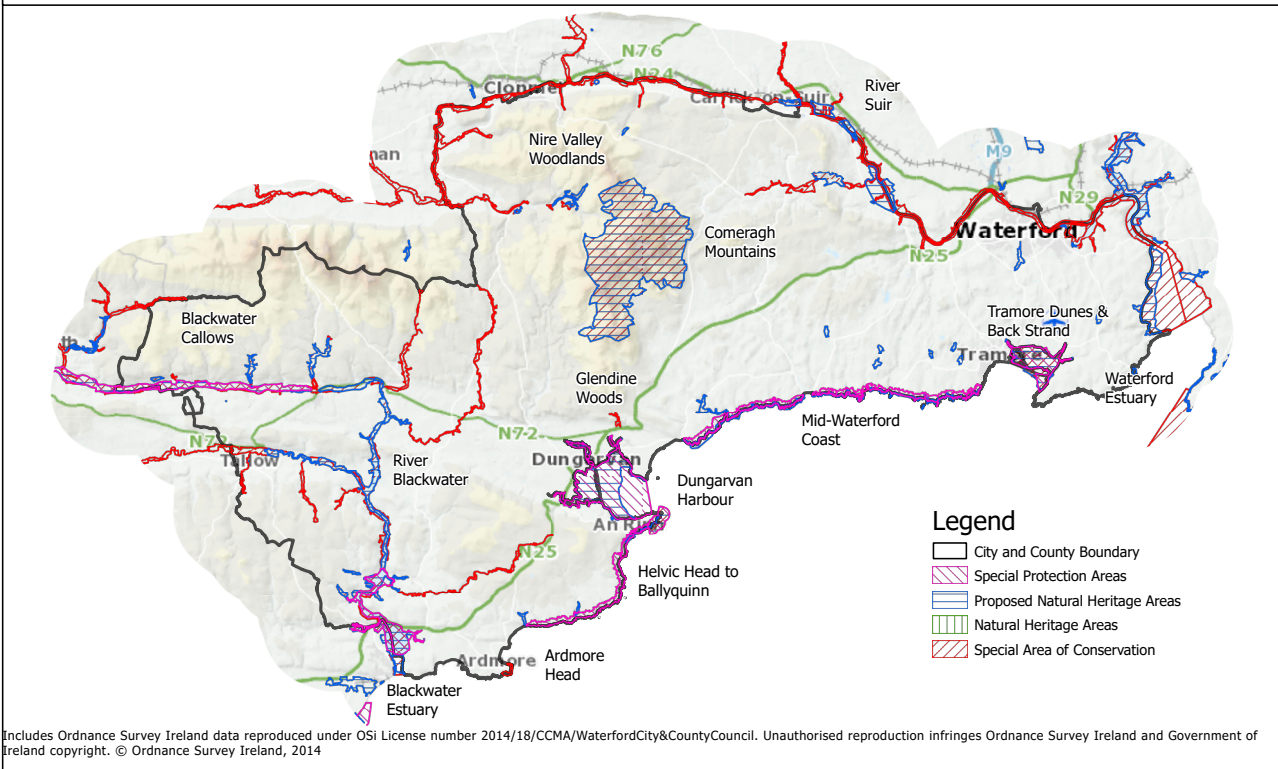 N76
N24
Clonme
Carrick-on-Suir
River
Suir
Nire Valley
Woodlands
nan
M9
N29
Waterford
N25
Comeragh
Mountains
Blackwater
Callows
th
Tramore Dunes &
Back Strand
Tramore
Waterford
Estuary
Glendine
Woods
Mid-Waterford
Coast
N72
N72
Tallow
River
Blackwater
Dungarvan
Dungarvan
Harbour
An Rinn
N25
Helvic Head to
Ballyquinn
Ardmore
Ardmore
Head
Blackwater
Estuary
Legend
City and County Boundary
Special Protection Areas
Proposed Natural Heritage Areas
Natural Heritage Areas
Special Area of Conservation
Includes Ordnance Survey Ireland data reproduced under OSi License number 2014/18/CCMA/WaterfordCity&CountyCouncil. Unauthorised reproduction infringes Ordnance Survey Ireland and Government of
Ireland copyright. © Ordnance Survey Ireland, 2014